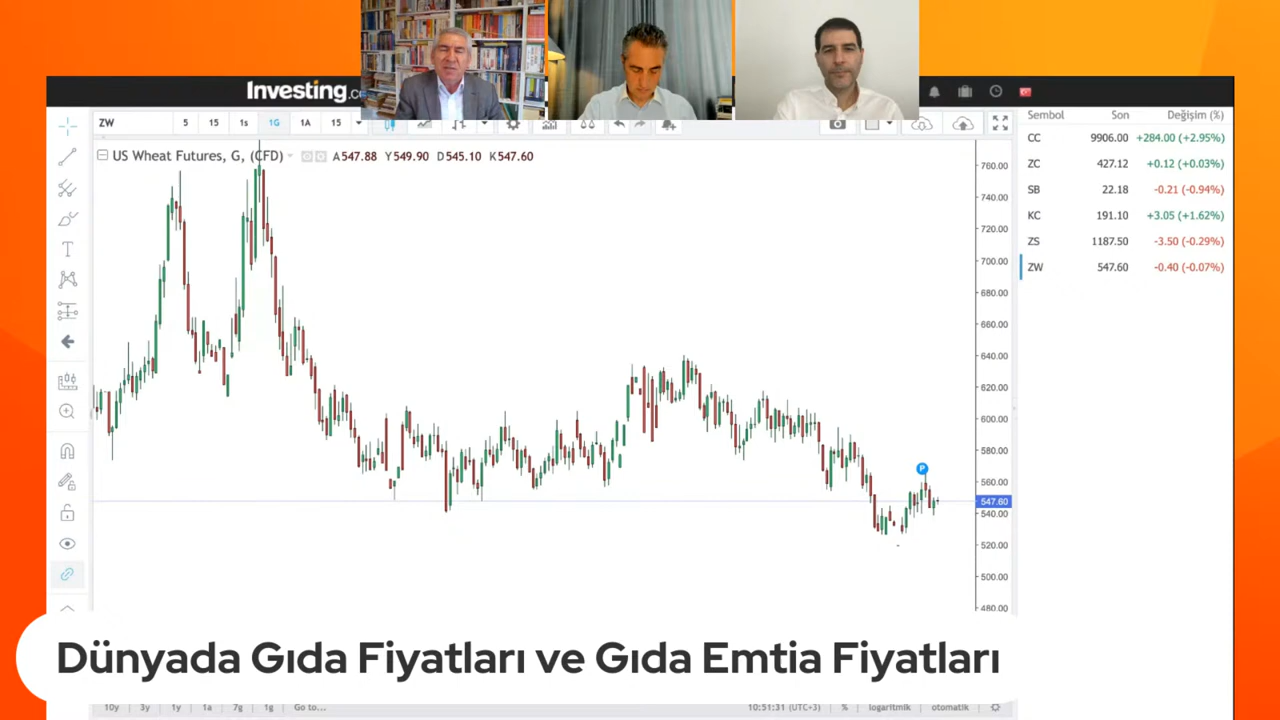 Investing.c
ZW 5 15 1s 1G 1A 15
US Wheat Futures, G, (CFD) A547.88 Y549.90 D545.10 K547.60
Sembol Son Değişim (%)
CC 9906.00 +284.00 (+2.95%)
ZC 427.12 +0.12 (+0.03%)
SB 22.18 -0.21 (-0.94%)
KC 191.10 +3.05 (+1.62%)
ZS 1187.50 -3.50 (-0.29%)
ZW 547.60 -0.40 (-0.07%)
760.00
740.00
720.00
700.00
680.00
660.00
640.00
620.00
600.00
580.00
560.00
547.60
540.00
520.00
500.00
480.00
P
T
Dünyada Gıda Fiyatları ve Gıda Emtia Fiyatları
10y 3y 1y 1a 7g 1g Go to... 10:51:31 (UTC+3) % logaritmik otomatik